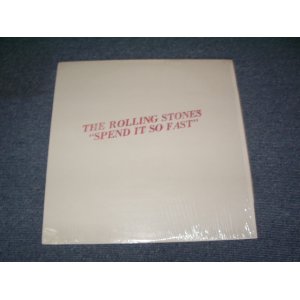 THE ROLLING STONES
"SPEND IT SO FAST"